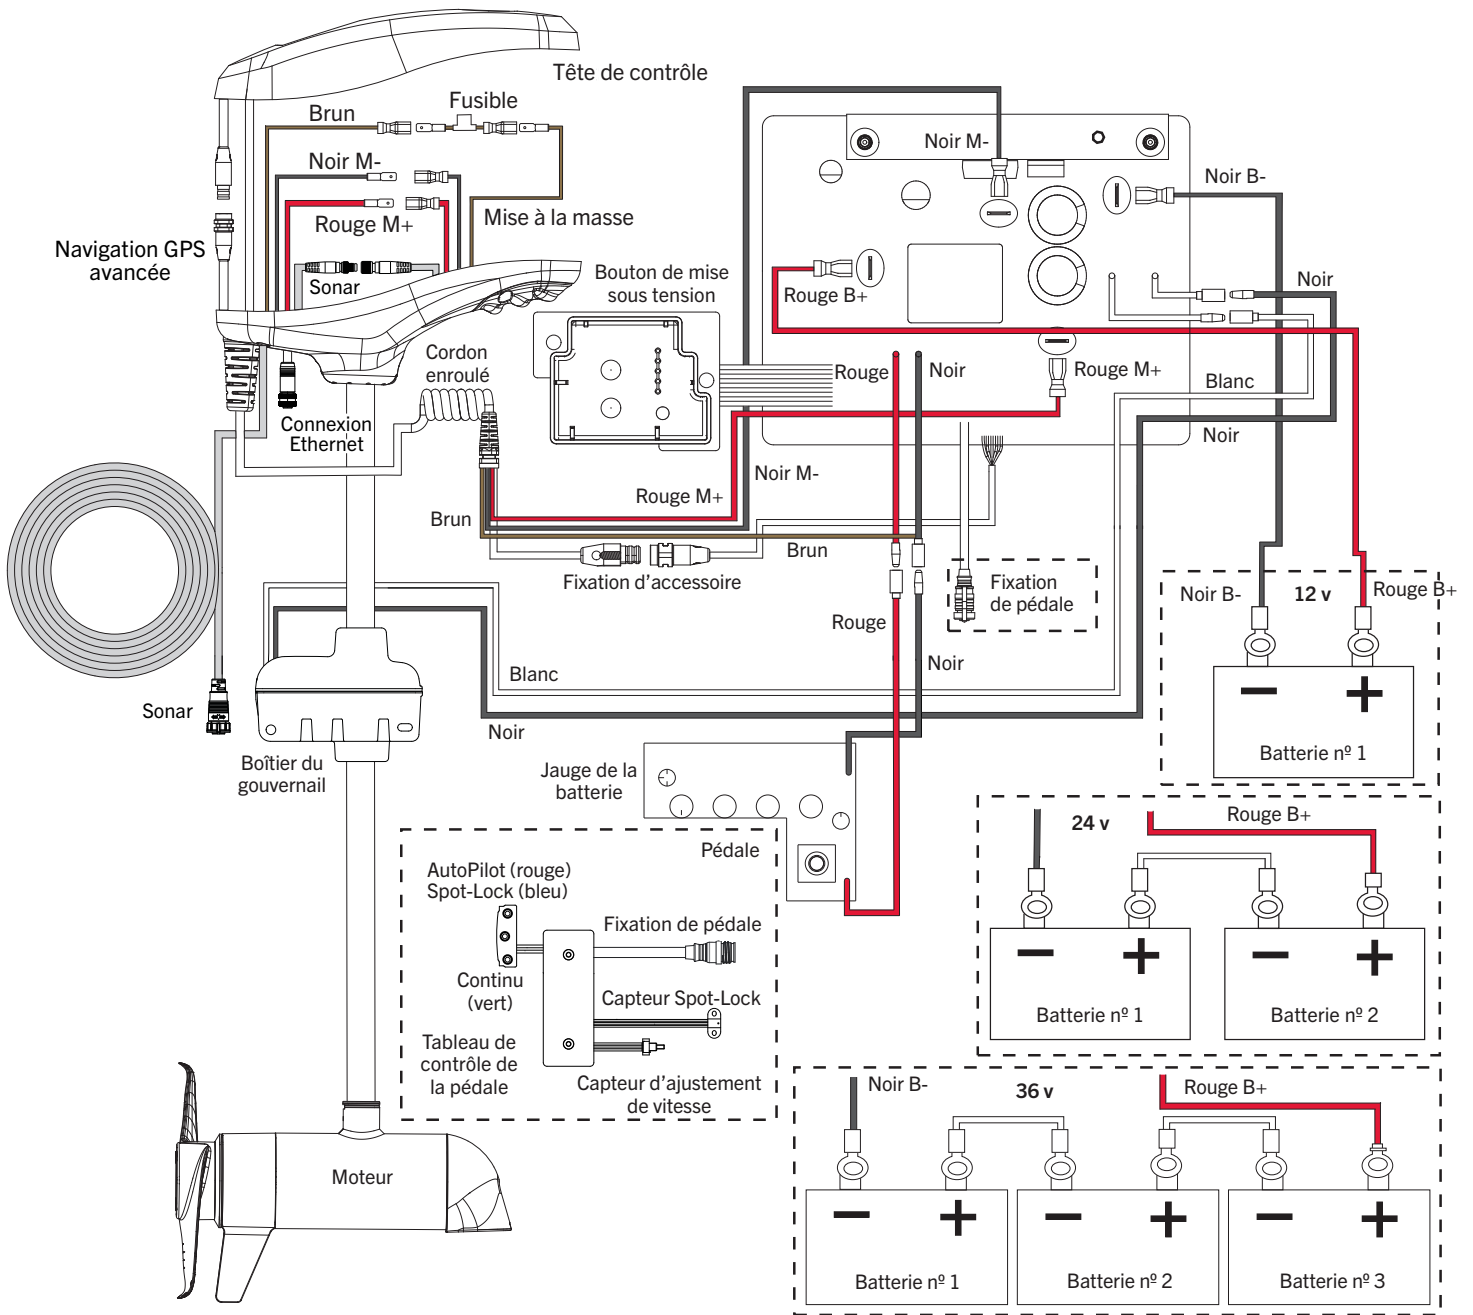 Tête de contrôle
Brun
Fusible
Noir M-
Noir M-
Noir B-
Rouge M+
Mise à la masse
Navigation GPS
avancée
Sonar
Bouton de mise
sous tension
Rouge B+
Noir
Cordon
enroulé
Rouge
Noir
Rouge M+
Blanc
Connexion
Ethernet
Noir
Noir M-
Rouge M+
Brun
Brun
Fixation d'accessoire
Fixation
de pédale
Noir B-
12 v
Rouge B+
Rouge
Noir
Blanc
Sonar
Noir
Batterie nº 1
Boîtier du
gouvernail
Jauge de la
batterie
Pédale
24 v
Rouge B+
Batterie nº 1
Batterie nº 2
AutoPilot (rouge)
Spot-Lock (bleu)
Fixation de pédale
Continu
(vert)
Capteur Spot-Lock
Tableau de
contrôle de
la pédale
Capteur d'ajustement
de vitesse
Noir B-
36 v
Rouge B+
Moteur
Batterie nº 1
Batterie nº 2
Batterie nº 3